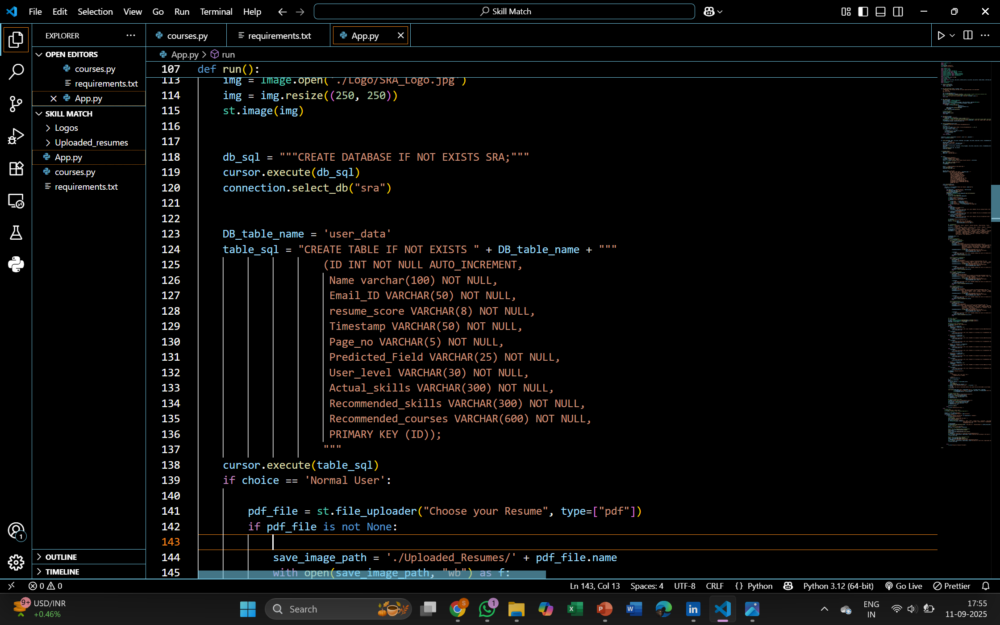 File Edit Selection View Go Run Terminal Help
Skill Match
EXPLORER
courses.py
requirements.txt
App.py
OPEN EDITORS
courses.py
requirements.txt
App.py
SKILL MATCH
Logos
Uploaded_resumes
App.py
courses.py
requirements.txt
OUTLINE
TIMELINE
App.py > run
107 def run():
113 img = Image.open('./Logo/SRA_Logo.jpg')
114 img = img.resize((250, 250))
115 st.image(img)
116
117
118 db_sql = """CREATE DATABASE IF NOT EXISTS SRA;"""
119 cursor.execute(db_sql)
120 connection.select_db("sra")
121
122
123 DB_table_name = 'user_data'
124 table_sql = "CREATE TABLE IF NOT EXISTS " + DB_table_name + """
125 (ID INT NOT NULL AUTO_INCREMENT,
126 Name varchar(100) NOT NULL,
127 Email_ID VARCHAR(50) NOT NULL,
128 resume_score VARCHAR(8) NOT NULL,
129 Timestamp VARCHAR(50) NOT NULL,
130 Page_no VARCHAR(5) NOT NULL,
131 Predicted_Field VARCHAR(25) NOT NULL,
132 User_level VARCHAR(30) NOT NULL,
133 Actual_skills VARCHAR(300) NOT NULL,
134 Recommended_skills VARCHAR(300) NOT NULL,
135 Recommended_courses VARCHAR(600) NOT NULL,
136 PRIMARY KEY (ID));
137 """
138 cursor.execute(table_sql)
139 if choice == 'Normal User':
140
141 pdf_file = st.file_uploader("Choose your Resume", type=["pdf"])
142 if pdf_file is not None:
143
144 save_image_path = './Uploaded_Resumes/' + pdf_file.name
145 with open(save_image_path, "wb") as f:
1
0 0
Ln 143, Col 13 Spaces: 4 UTF-8 CRLF {} Python Python 3.12 (64-bit) Go Live Prettier
9+ USD/INR
+0.46%
Search
S
1
ENG
IN
17:55
11-09-2025